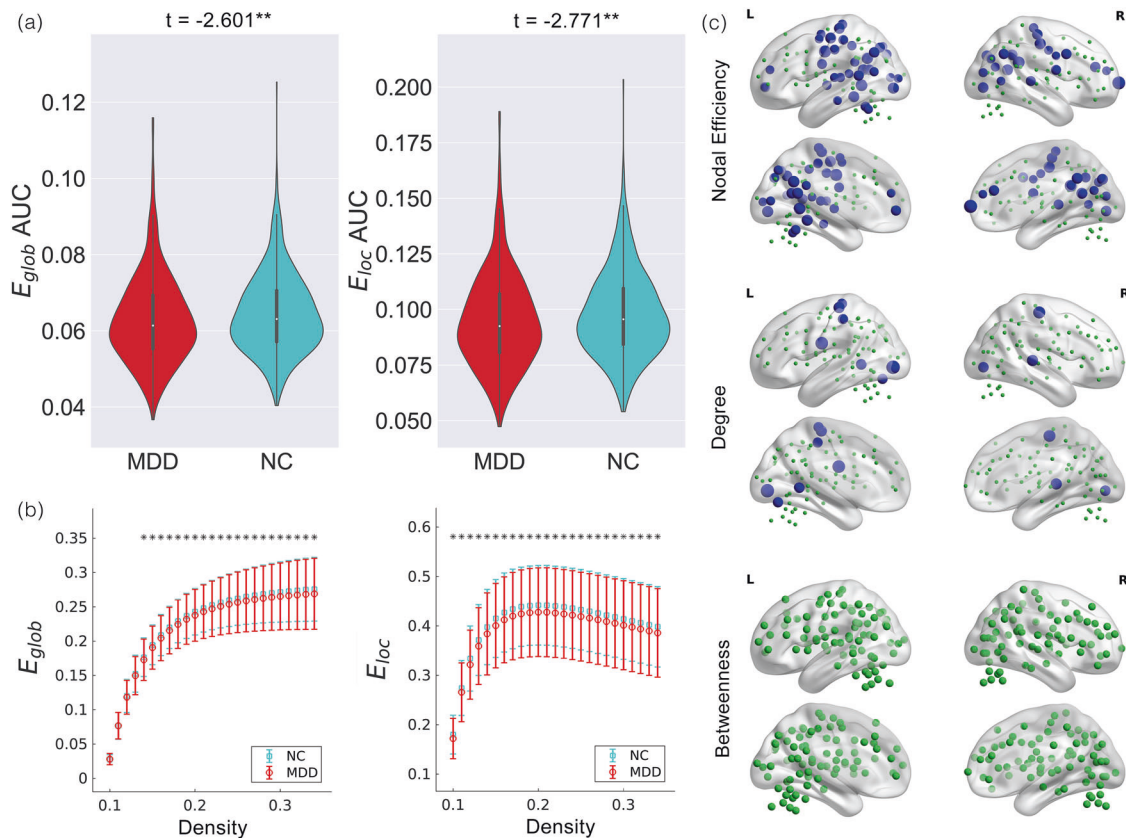 (a)
t = -2.601**
E_glob AUC
0.12
0.10
0.08
0.06
0.04
MDD NC
t = -2.771**
E_loc AUC
0.200
0.175
0.150
0.125
0.100
0.075
0.050
MDD NC
(b)
E_glob
0.35
0.3
0.25
0.2
0.15
0.1
0.05
0
*************************
NC
MDD
0.1 0.2 0.3
Density
E_loc
0.6
0.5
0.4
0.3
0.2
0.1
*************************
NC
MDD
0.1 0.2 0.3
Density
(c)
L R
Nodal Efficiency
L R
Degree
L R
Betweenness